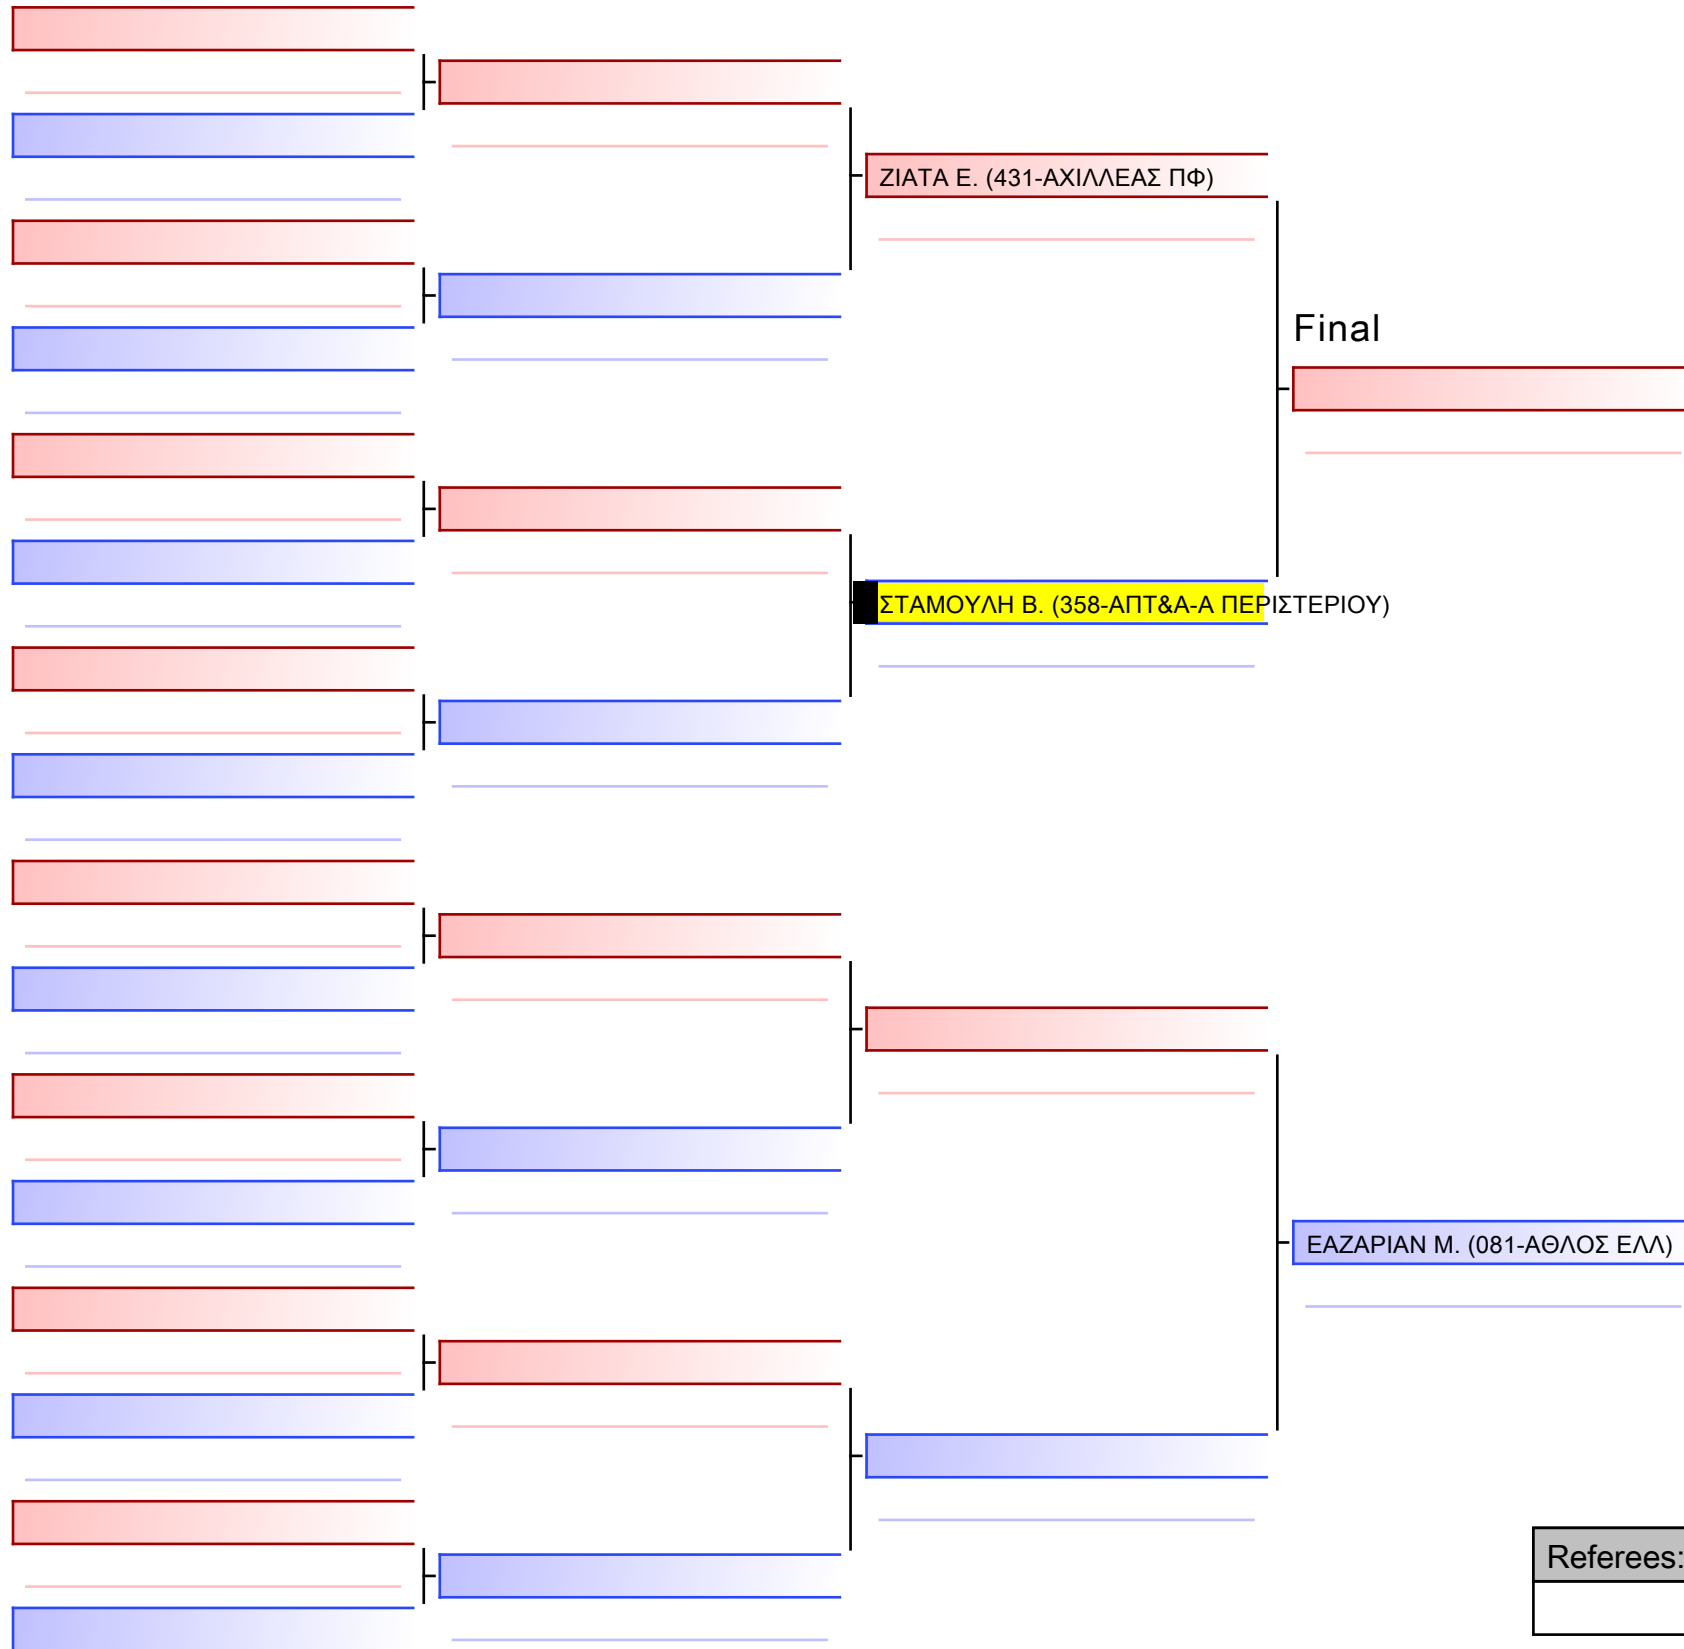 ΖΙΑΤΑ Ε. (431-ΑΧΙΛΛΕΑΣ ΠΦ)
Final
ΣΤΑΜΟΥΛΗ Β. (358-ΑΠΤ&Α-Α ΠΕΡΙΣΤΕΡΙΟΥ)
ΕΑΖΑΡΙΑΝ Μ. (081-ΑΘΛΟΣ ΕΛΛ)
Referees: